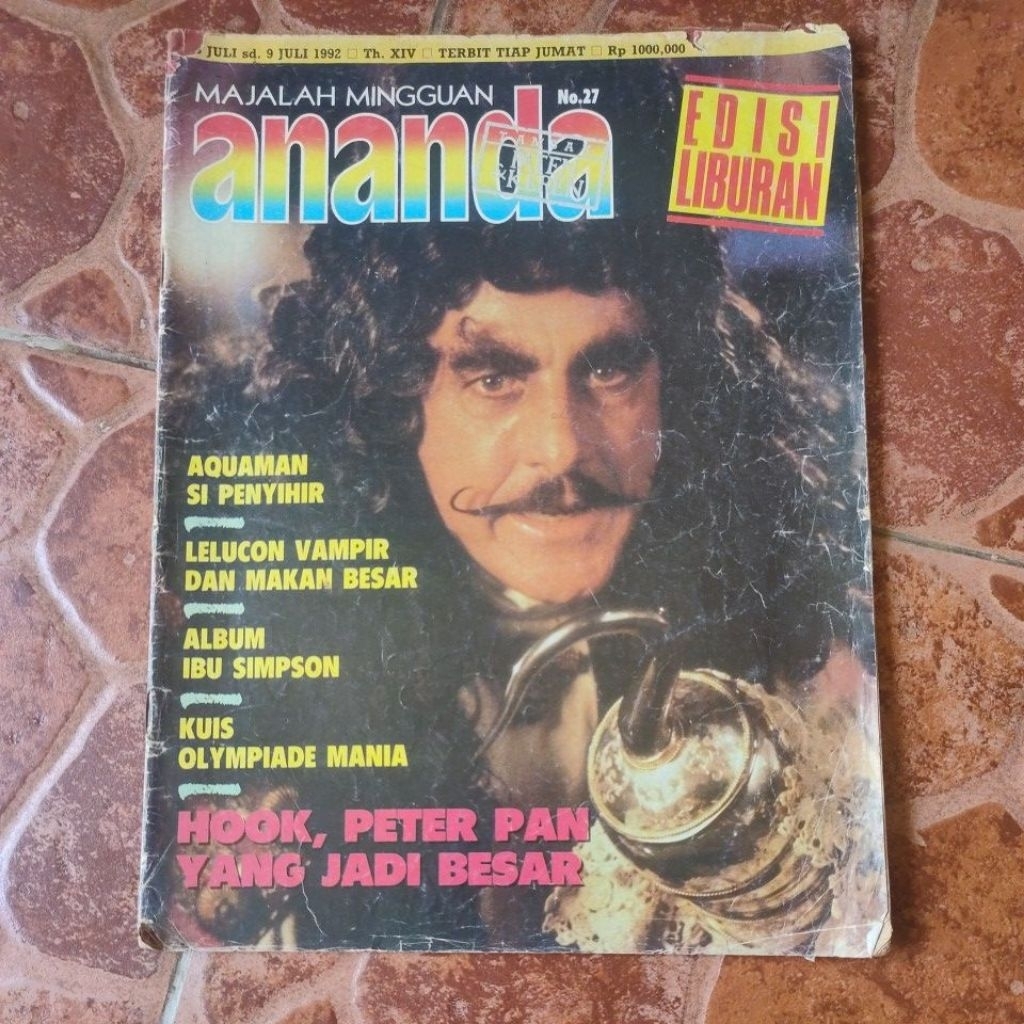 JULI sd. 9 JULI 1992 □ Th. XIV □ TERBIT TIAP JUMAT □ Rp 1000,000
MAJALAH MINGGUAN No.27
ananda
EDISI
LIBURAN
AQUAMAN
SI PENYIHIR
LELUCON VAMPIR
DAN MAKAN BESAR
ALBUM
IBU SIMPSON
KUIS
OLYMPIADE MANIA
HOOK, PETER PAN
YANG JADI BESAR